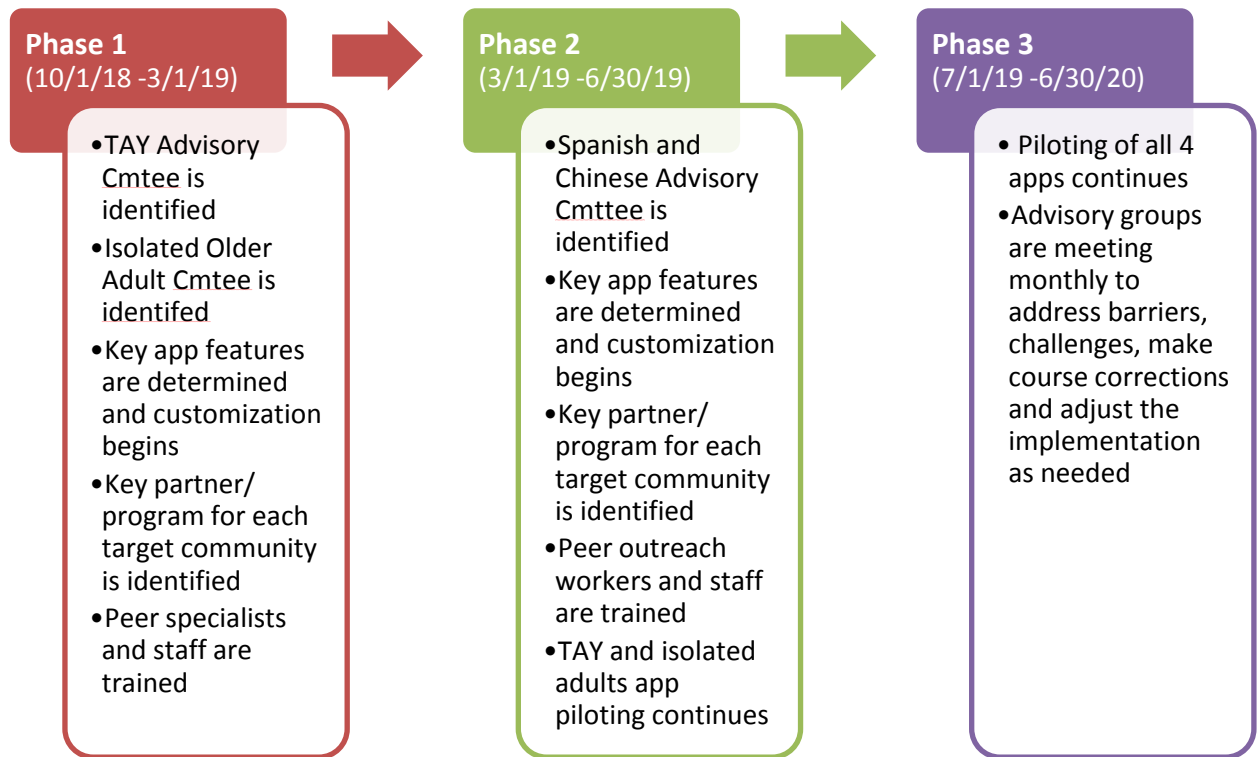 Phase 1
(10/1/18 -3/1/19)
•TAY Advisory
Cmtee is
identified
•Isolated Older
Adult Cmtee is
identifed
•Key app features
are determined
and customization
begins
•Key partner/
program for each
target community
is identified
•Peer specialists
and staff are
trained
Phase 2
(3/1/19 -6/30/19)
•Spanish and
Chinese Advisory
Cmttee is
identified
•Key app features
are determined
and customization
begins
•Key partner/
program for each
target community
is identified
•Peer outreach
workers and staff
are trained
•TAY and isolated
adults app
piloting continues
Phase 3
(7/1/19 -6/30/20)
• Piloting of all 4
apps continues
•Advisory groups
are meeting
monthly to
address barriers,
challenges, make
course corrections
and adjust the
implementation
as needed